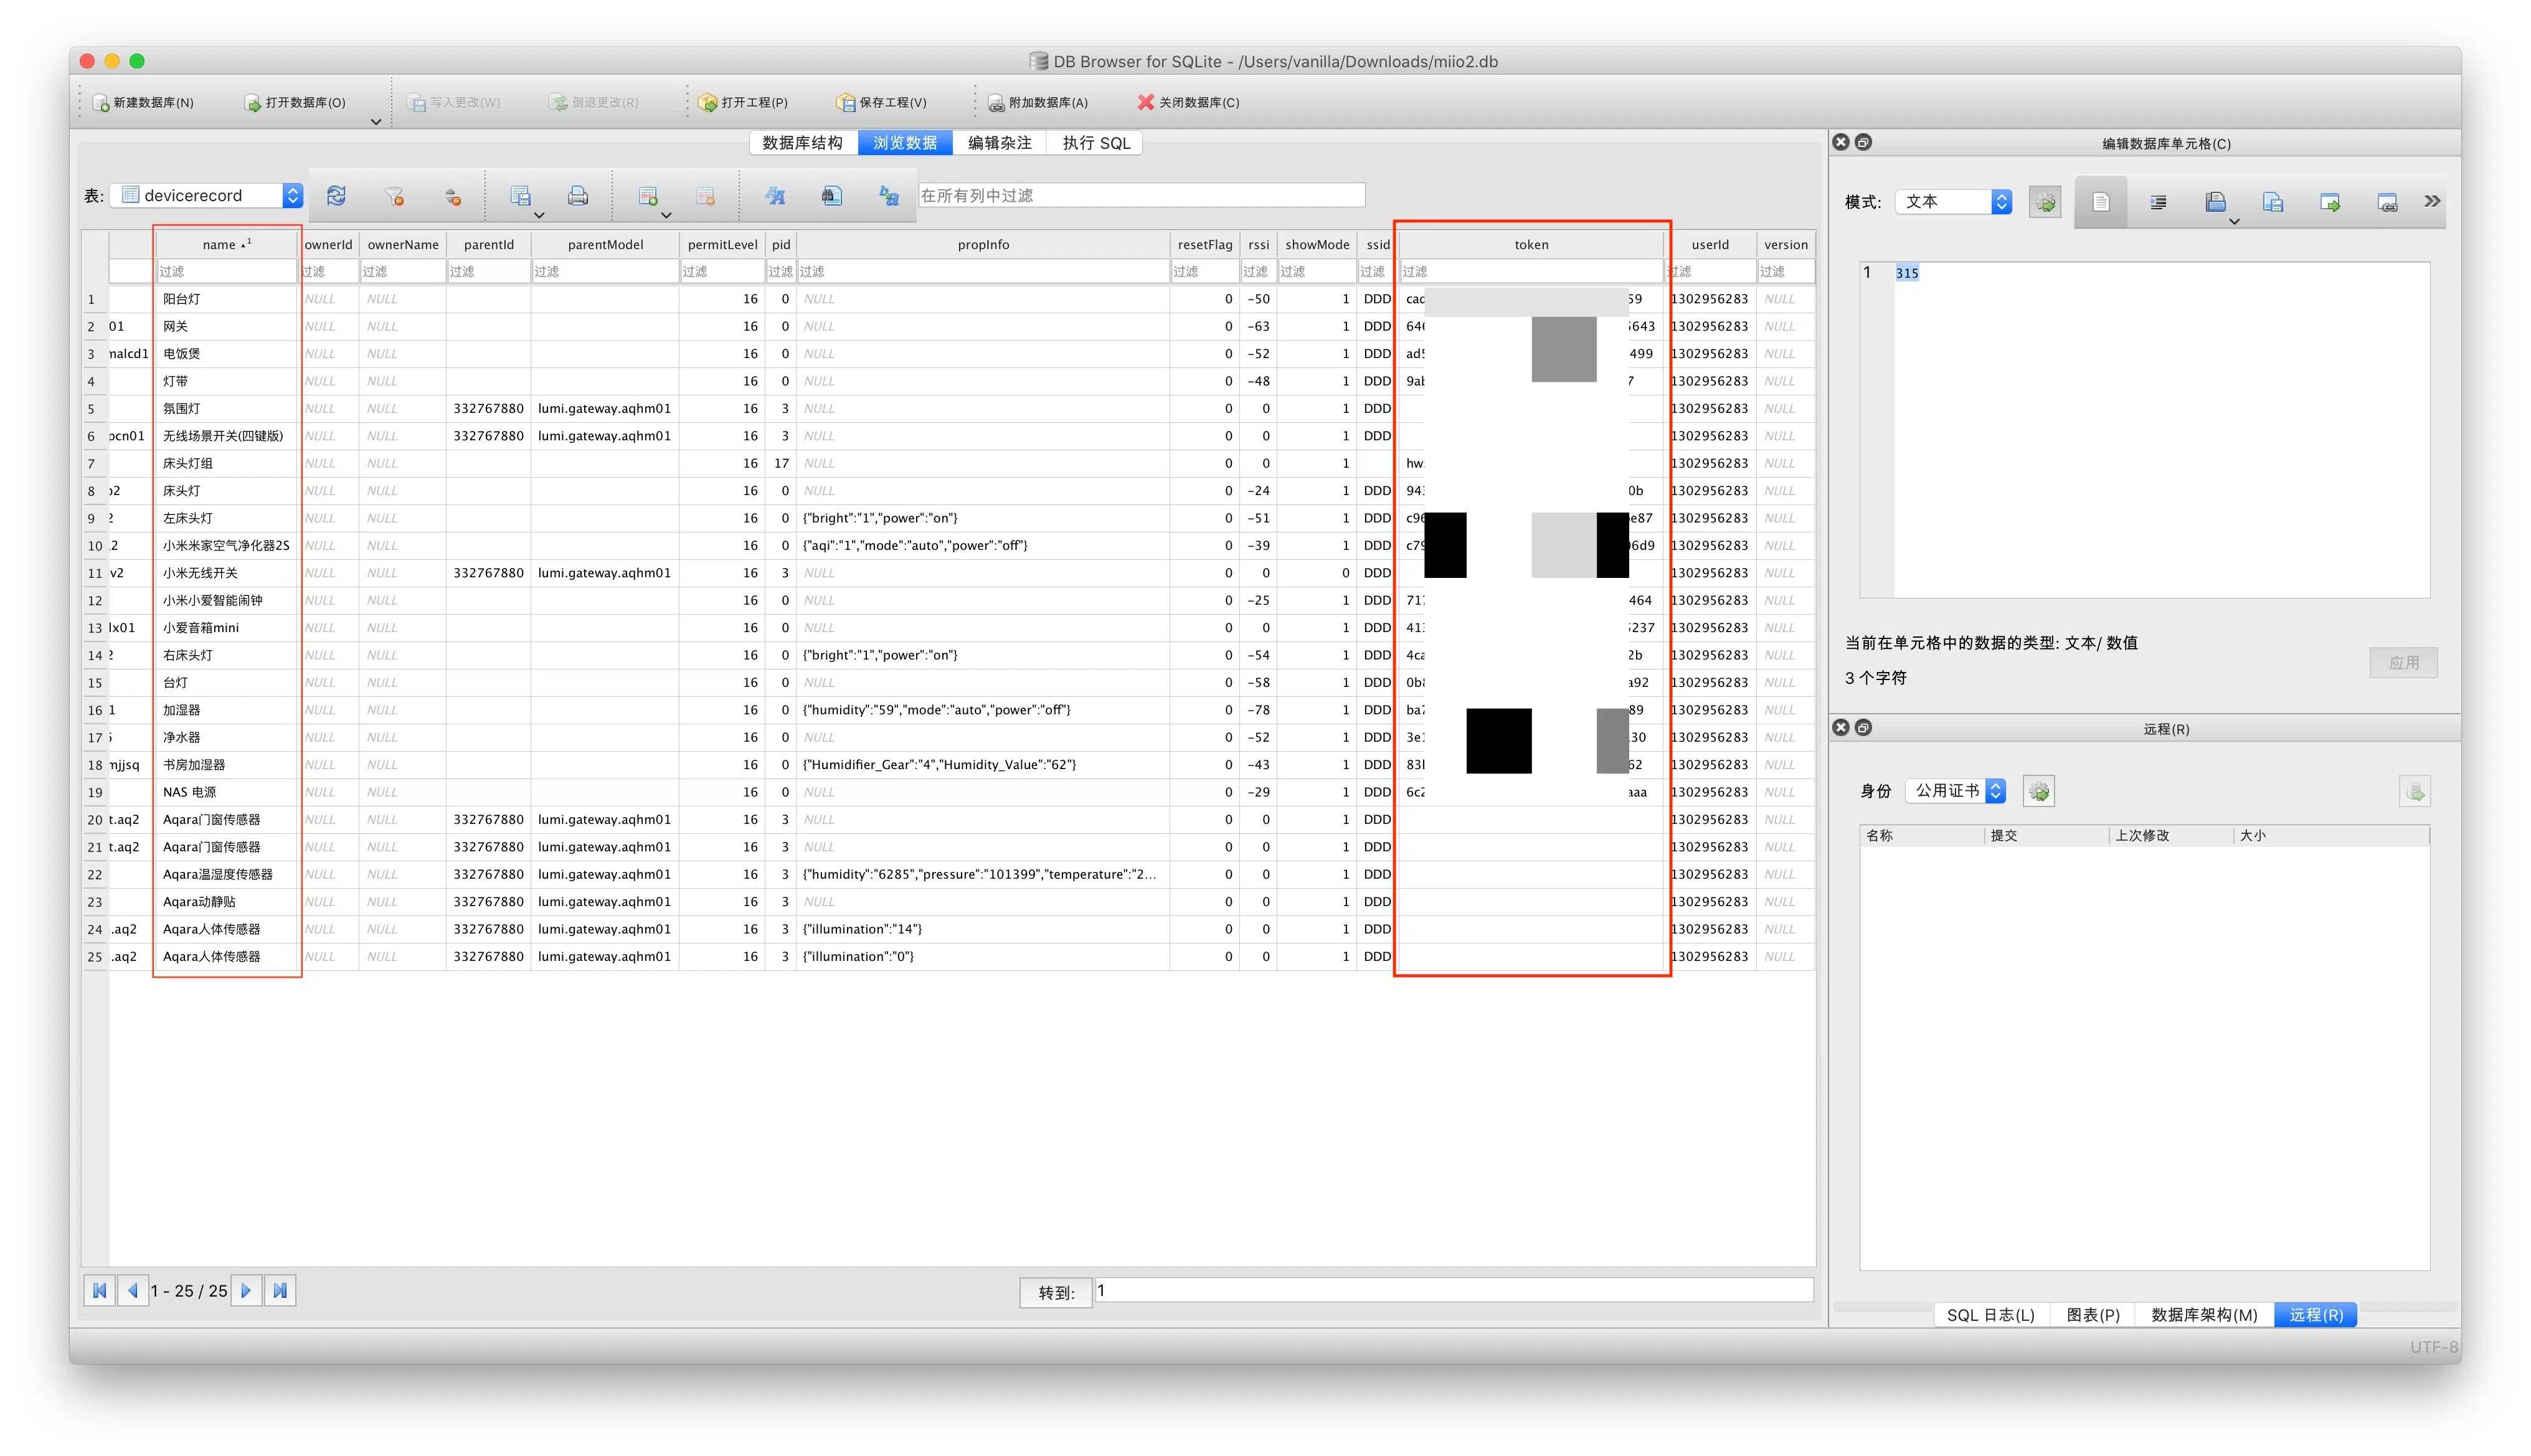 DB Browser for SQLite - /Users/vanilla/Downloads/miio2.db
新建数据库(N) 打开数据库(O) 写入更改(W) 倒退更改(R) 打开工程(P) 保存工程(V) 附加数据库(A) 关闭数据库(C)
数据库结构 浏览数据 编辑杂注 执行 SQL
表: devicerecord 在所有列中过滤
name 1 ownerId ownerName parentId parentModel permitLevel pid propInfo resetFlag rssi showMode ssid token userId version
过滤 过滤 过滤 过滤 过滤 过滤 过滤 过滤 过滤 过滤 过滤 过滤 过滤 过滤 过滤
1 阳台灯 NULL NULL 16 0 NULL 0 -50 1 DDD cad 59 1302956283 NULL
2 01 网关 NULL NULL 16 0 NULL 0 -63 1 DDD 646 643 1302956283 NULL
3 malcd1 电饭煲 NULL NULL 16 0 NULL 0 -52 1 DDD ad5 499 1302956283 NULL
4 灯带 NULL NULL 16 0 NULL 0 -48 1 DDD 9ab 7 1302956283 NULL
5 氛围灯 NULL NULL 332767880 lumi.gateway.aqhm01 16 3 NULL 0 0 1 DDD 1302956283 NULL
6 pcn01 无线场景开关(四键版) NULL NULL 332767880 lumi.gateway.aqhm01 16 3 NULL 0 0 1 DDD 1302956283 NULL
7 床头灯组 NULL NULL 16 17 NULL 0 0 1 hw 1302956283 NULL
8 b2 床头灯 NULL NULL 16 0 NULL 0 -24 1 DDD 943 0b 1302956283 NULL
9 2 左床头灯 NULL NULL 16 0 {"bright":"1","power":"on"} 0 -51 1 DDD c96 e87 1302956283 NULL
10 .2 小米米家空气净化器2S NULL NULL 16 0 {"aqi":"1","mode":"auto","power":"off"} 0 -39 1 DDD c79 6d9 1302956283 NULL
11 v2 小米无线开关 NULL NULL 332767880 lumi.gateway.aqhm01 16 3 NULL 0 0 0 DDD 1302956283 NULL
12 小米小爱智能闹钟 NULL NULL 16 0 NULL 0 -25 1 DDD 717 464 1302956283 NULL
13 lx01 小爱音箱mini NULL NULL 16 0 NULL 0 0 1 DDD 413 237 1302956283 NULL
14 2 右床头灯 NULL NULL 16 0 {"bright":"1","power":"on"} 0 -54 1 DDD 4ca 2b 1302956283 NULL
15 台灯 NULL NULL 16 0 NULL 0 -58 1 DDD 0b8 a92 1302956283 NULL
16 1 加湿器 NULL NULL 16 0 {"humidity":"59","mode":"auto","power":"off"} 0 -78 1 DDD ba7 89 1302956283 NULL
17 净水器 NULL NULL 16 0 NULL 0 -52 1 DDD 3e1 30 1302956283 NULL
18 mjjsq 书房加湿器 NULL NULL 16 0 {"Humidifier_Gear":"4","Humidity_Value":"62"} 0 -43 1 DDD 83 62 1302956283 NULL
19 NAS 电源 NULL NULL 16 0 NULL 0 -29 1 DDD 6c2 aaa 1302956283 NULL
20 t.aq2 Aqara门窗传感器 NULL NULL 332767880 lumi.gateway.aqhm01 16 3 NULL 0 0 1 DDD 1302956283 NULL
21 t.aq2 Aqara门窗传感器 NULL NULL 332767880 lumi.gateway.aqhm01 16 3 NULL 0 0 1 DDD 1302956283 NULL
22 Aqara温湿度传感器 NULL NULL 332767880 lumi.gateway.aqhm01 16 3 {"humidity":"6285","pressure":"101399","temperature":"2... 0 0 1 DDD 1302956283 NULL
23 Aqara动静贴 NULL NULL 332767880 lumi.gateway.aqhm01 16 3 NULL 0 0 1 DDD 1302956283 NULL
24 .aq2 Aqara人体传感器 NULL NULL 332767880 lumi.gateway.aqhm01 16 3 {"illumination":"14"} 0 0 1 DDD 1302956283 NULL
25 .aq2 Aqara人体传感器 NULL NULL 332767880 lumi.gateway.aqhm01 16 3 {"illumination":"0"} 0 0 1 DDD 1302956283 NULL
1 - 25 / 25 转到: 1
编辑数据库单元格(C)
模式: 文本
1 315
当前在单元格中的数据的类型: 文本/ 数值
3 个字符
应用
远程(R)
身份 公用证书
名称 提交 上次修改 大小
SQL 日志(L) 图表(P) 数据库架构(M) 远程(R)
UTF-8